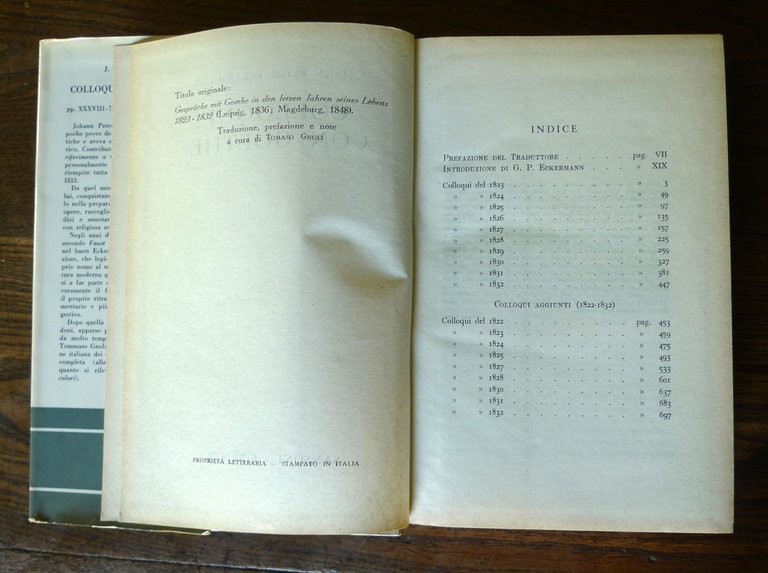 J.
COLLOQU
pp. XXXVIII-7
Johann Pete
poche prove de
tiche e aveva s
rico, Contribut
riferimento a
personalmente
riempire tutta
1823.
Da quel mo
lui, conquistan
lo nella prepar
opere, raccoglie
dizi e annotar
con religiosa re
Negli anni d
secondo Faust
nel buon Ecker
zioso, che legò
prio nome al s
tura moderna q
si a far parte d
veramente il C
il proprio ritra
mentario e più
gestivo.
Dopo quella
doni, apparso p
da molto temp
Tommaso Gnoli
ne italiana dei
completa (alle
quanto si rife
colori).
Titolo originale:
Gespräche mit Goethe in den letzen Jahren seines Lebens
1823-1832 (Leipzig, 1836; Magdeburg, 1848).
Traduzione, prefazione e note
a cura di Tomaso Gnoli
PROPRIETÀ LETTERARIA - STAMPATO IN ITALIA
INDICE
Prefazione del Traduttore . . . . . pag. VII
Introduzione di G. P. Eckermann . . . » XIX
Colloqui del 1823 . . . . . . . . » 3
» » 1824 . . . . . . . . » 49
» » 1825 . . . . . . . . » 97
» » 1826 . . . . . . . . » 135
» » 1827 . . . . . . . . » 157
» » 1828 . . . . . . . . » 225
» » 1829 . . . . . . . . » 259
» » 1830 . . . . . . . . » 327
» » 1831 . . . . . . . . » 381
» » 1832 . . . . . . . . » 447
Colloqui aggiunti (1822-1832)
Colloqui del 1822 . . . . . . . . pag. 453
» » 1823 . . . . . . . . » 459
» » 1824 . . . . . . . . » 475
» » 1825 . . . . . . . . » 493
» » 1827 . . . . . . . . » 533
» » 1828 . . . . . . . . » 601
» » 1830 . . . . . . . . » 637
» » 1831 . . . . . . . . » 683
» » 1832 . . . . . . . . » 697